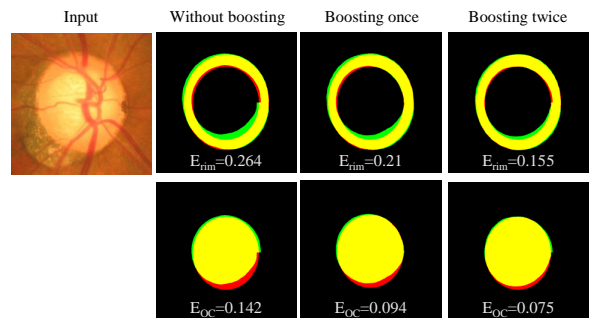 Input Without boosting Boosting once Boosting twice
E_rim=0.264 E_rim=0.21 E_rim=0.155
E_OC=0.142 E_OC=0.094 E_OC=0.075